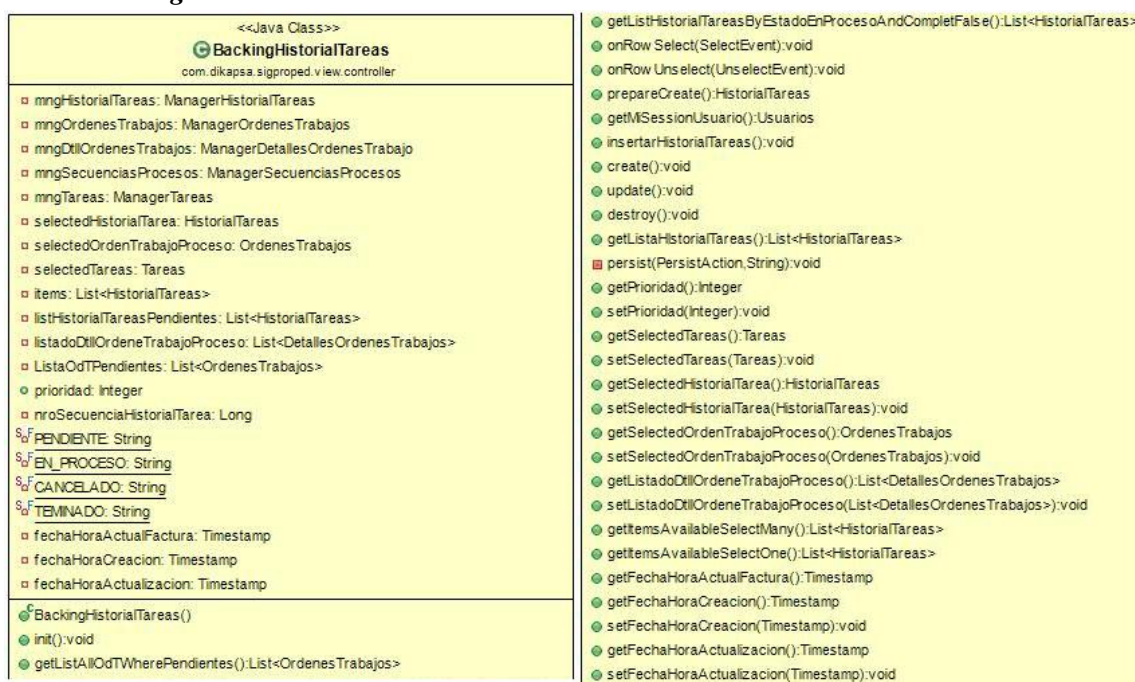 <<Java Class>>
BackingHistorialTareas
com.dikapsa.sigproped.view.controller
mngHistorialTareas: ManagerHistorialTareas
mngOrdenesTrabajos: ManagerOrdenesTrabajos
mngDtllOrdenesTrabajos: ManagerDetallesOrdenesTrabajo
mngSecuenciasProcesos: ManagerSecuenciasProcesos
mngTareas: ManagerTareas
selectedHistorialTarea: HistorialTareas
selectedOrdenTrabajoProceso: OrdenesTrabajos
selectedTareas: Tareas
items: List<HistorialTareas>
listHistorialTareasPendientes: List<HistorialTareas>
listadoDtllOrdeneTrabajoProceso: List<DetallesOrdenesTrabajos>
ListaOdTPendientes: List<OrdenesTrabajos>
prioridad: Integer
nroSecuenciaHistorialTarea: Long
PENDIENTE: String
EN_PROCESO: String
CANCELADO: String
TEMINADO: String
fechaHoraActualFactura: Timestamp
fechaHoraCreacion: Timestamp
fechaHoraActualizacion: Timestamp
BackingHistorialTareas()
init():void
getListAllOdTWherePendientes():List<OrdenesTrabajos>
getListHistorialTareasByEstadoEnProcesoAndCompletFalse():List<HistorialTareas>
onRowSelect(SelectEvent):void
onRowUnselect(UnselectEvent):void
prepareCreate():HistorialTareas
getMiSessionUsuario():Usuarios
insertarHistorialTareas():void
create():void
update():void
destroy():void
getListaHIstorialTareas():List<HistorialTareas>
persist(PersistAction,String):void
getPrioridad():Integer
setPrioridad(Integer):void
getSelectedTareas():Tareas
setSelectedTareas(Tareas):void
getSelectedHistorialTarea():HistorialTareas
setSelectedHistorialTarea(HistorialTareas):void
getSelectedOrdenTrabajoProceso():OrdenesTrabajos
setSelectedOrdenTrabajoProceso(OrdenesTrabajos):void
getListadoDtllOrdeneTrabajoProceso():List<DetallesOrdenesTrabajos>
setListadoDtllOrdeneTrabajoProceso(List<DetallesOrdenesTrabajos>):void
getItemsAvailableSelectMany():List<HistorialTareas>
getItemsAvailableSelectOne():List<HistorialTareas>
getFechaHoraActualFactura():Timestamp
getFechaHoraCreacion():Timestamp
setFechaHoraCreacion(Timestamp):void
getFechaHoraActualizacion():Timestamp
setFechaHoraActualizacion(Timestamp):void